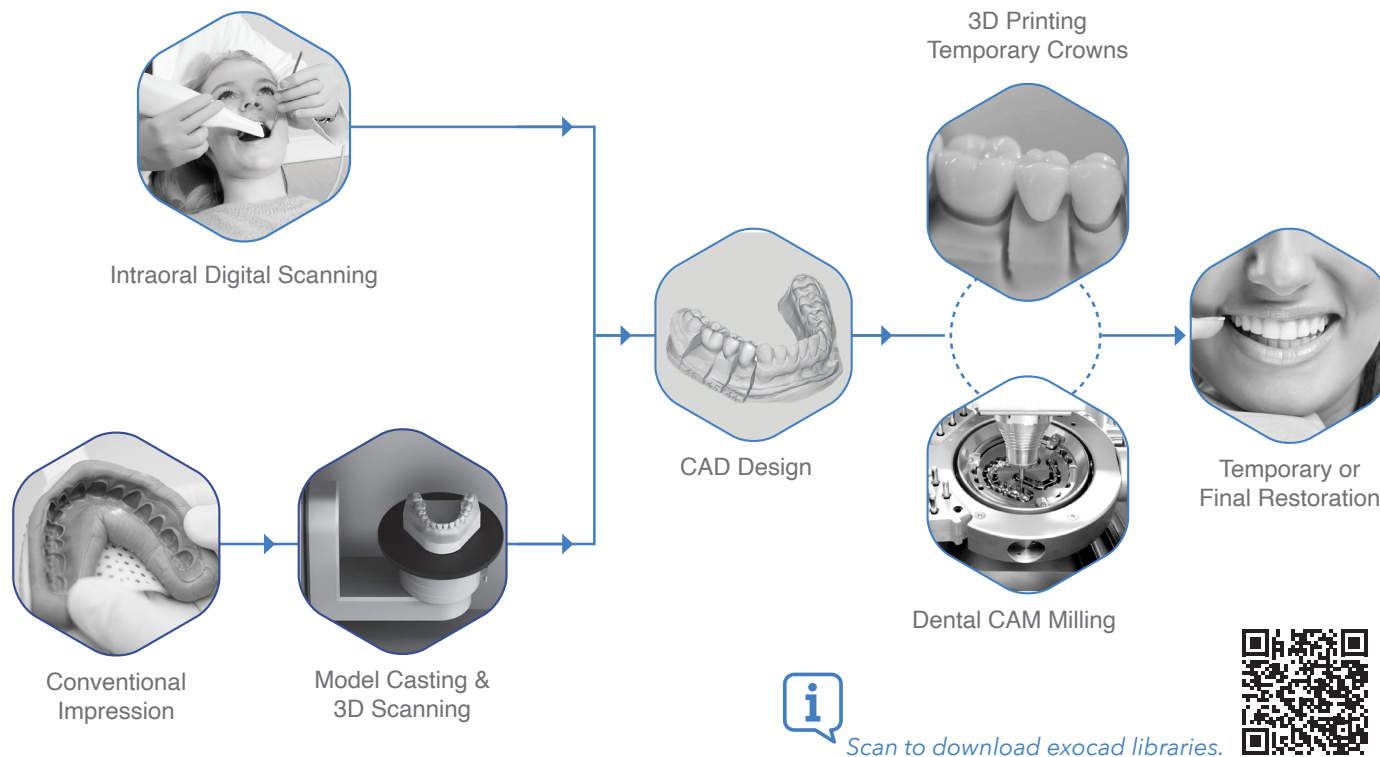 3D Printing
Temporary Crowns
Intraoral Digital Scanning
CAD Design
Temporary or
Final Restoration
Dental CAM Milling
Conventional
Impression
Model Casting &
3D Scanning
Scan to download exocad libraries.